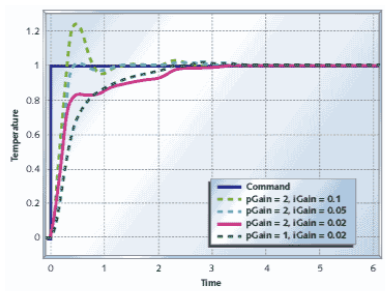 1.2
1
0.8
0.6
0.4
0.2
0
Temperature
Command
pGain = 2, iGain = 0.1
pGain = 2, iGain = 0.05
pGain = 2, iGain = 0.02
pGain = 1, iGain = 0.02
0 1 2 3 4 5 6
Time